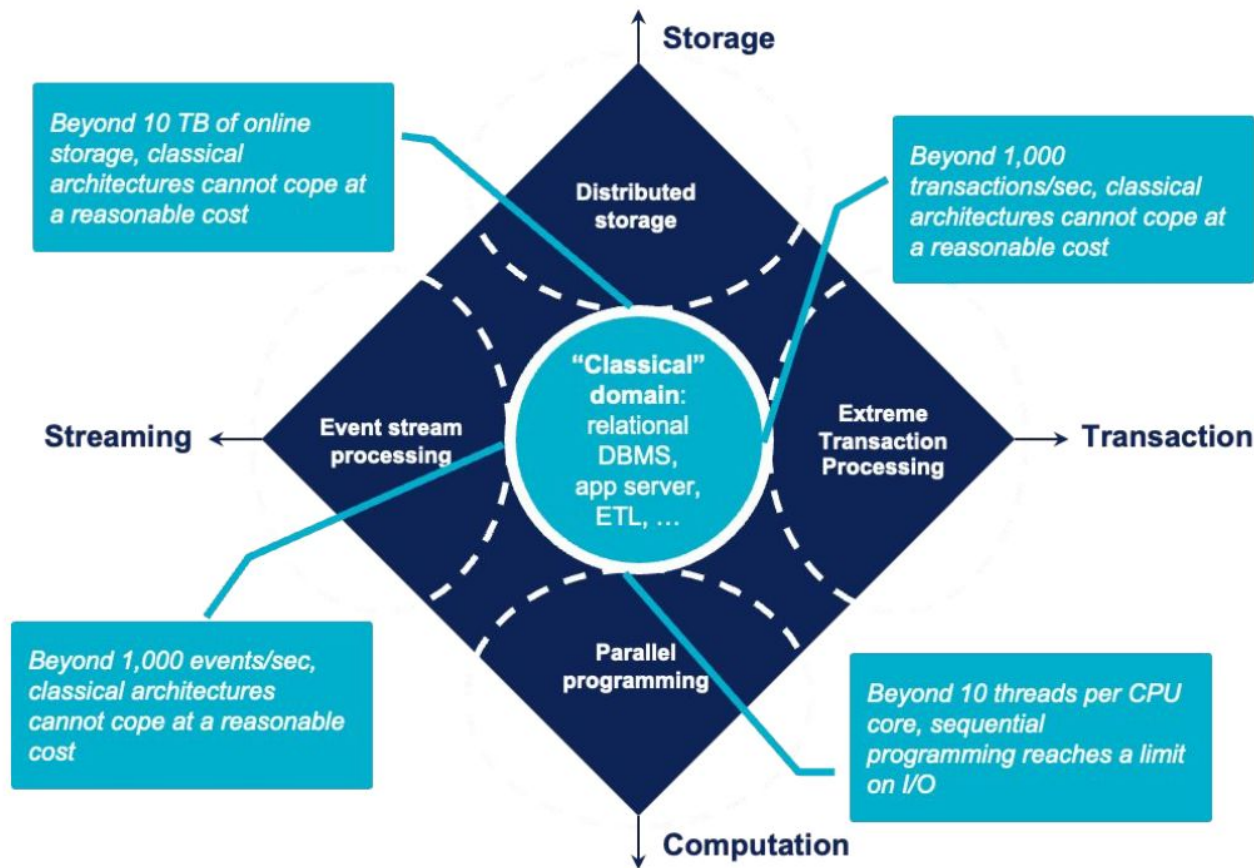 Storage
Beyond 10 TB of online
storage, classical
architectures cannot cope at
a reasonable cost
Beyond 1,000
transactions/sec, classical
architectures cannot cope at
a reasonable cost
Distributed
storage
Streaming
Event stream
processing
“Classical”
domain:
relational
DBMS,
app server,
ETL, …
Extreme
Transaction
Processing
Transaction
Beyond 1,000 events/sec,
classical architectures
cannot cope at a reasonable
cost
Parallel
programming
Beyond 10 threads per CPU
core, sequential
programming reaches a limit
on I/O
Computation